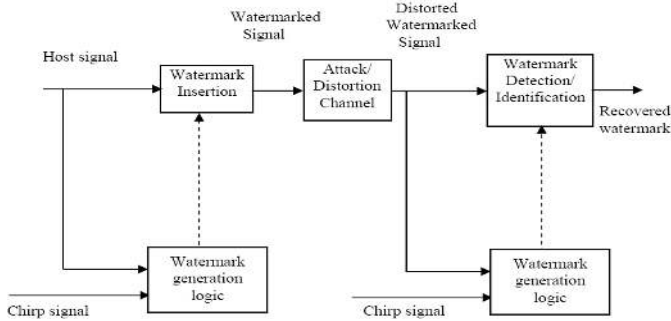 Watermarked
Signal
Distorted
Watermarked
Signal
Host signal
Watermark
Insertion
Attack/
Distortion
Channel
Watermark
Detection/
Identification
Recovered
watermark
Watermark
generation
logic
Chirp signal
Watermark
generation
logic
Chirp signal